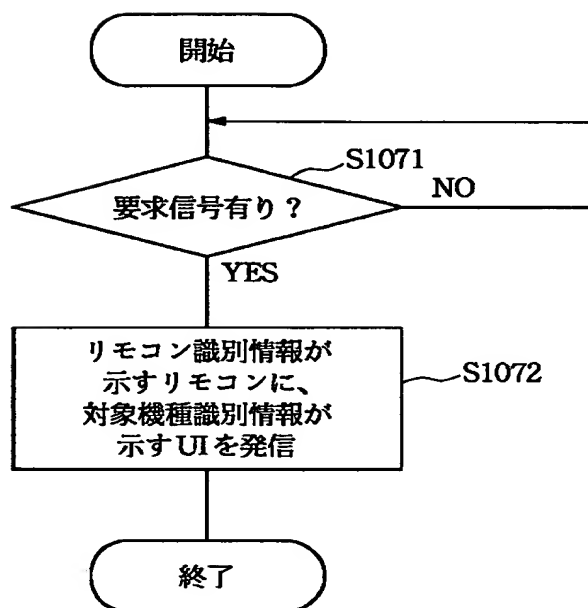 開始
S1071
要求信号有り？
NO
YES
リモコン識別情報が
示すリモコンに、
対象機種識別情報が
示すUIを発信
S1072
終了